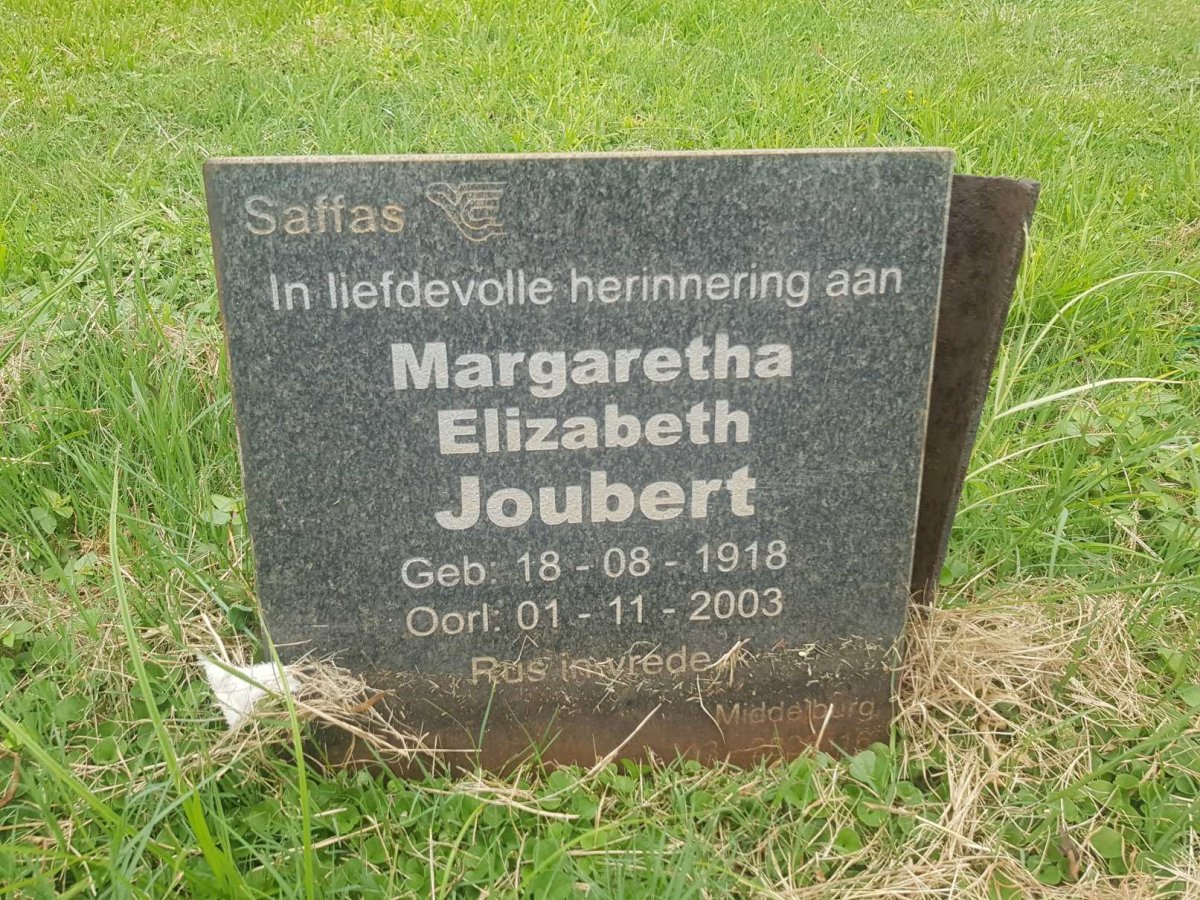 Saffas
In liefdevolle herinnering aan
Margaretha
Elizabeth
Joubert
Geb: 18 - 08 - 1918
Oorl: 01 - 11 - 2003
Rus in vrede
Middelburg